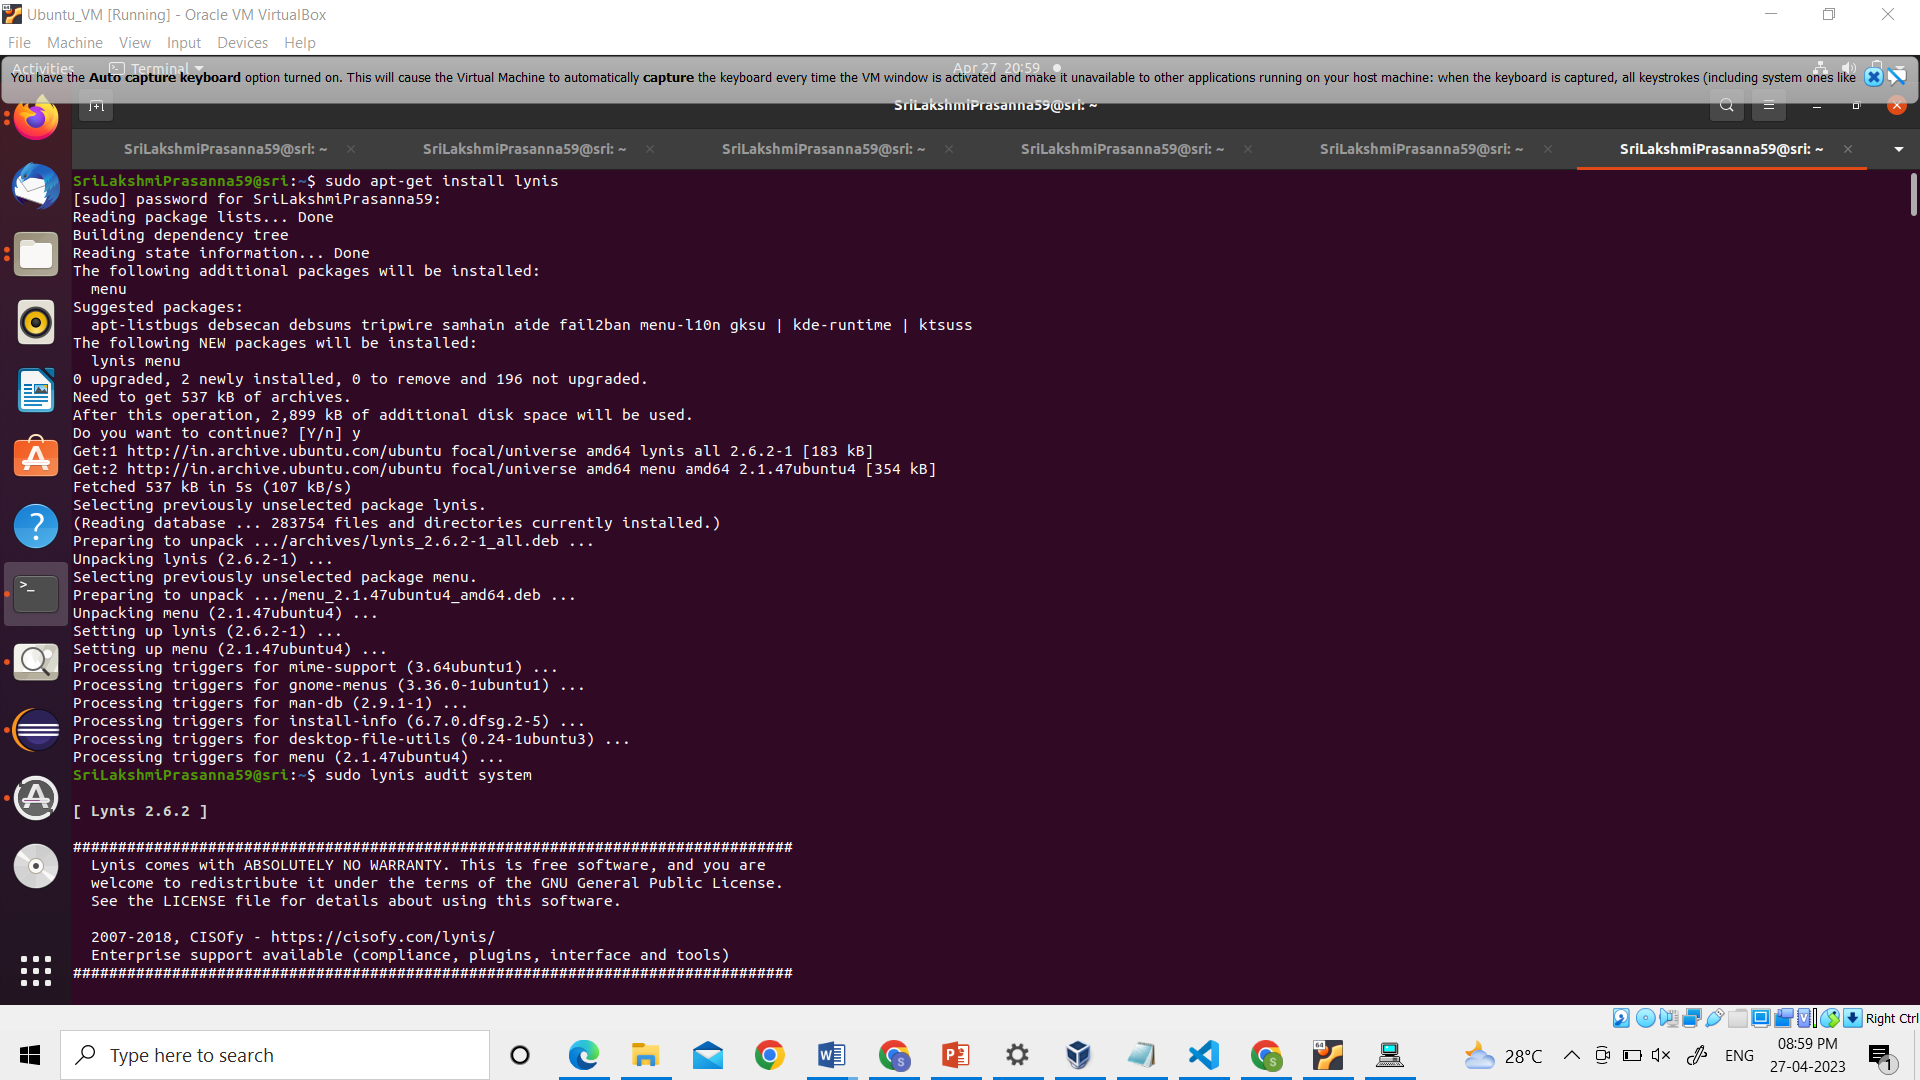 Ubuntu_VM [Running] - Oracle VM VirtualBox
File Machine View Input Devices Help
Activities Terminal Apr 27 20:59
You have the Auto capture keyboard option turned on. This will cause the Virtual Machine to automatically capture the keyboard every time the VM window is activated and make it unavailable to other applications running on your host machine: when the keyboard is captured, all keystrokes (including system ones like
SriLakshmiPrasanna59@sri: ~
SriLakshmiPrasanna59@sri: ~ SriLakshmiPrasanna59@sri: ~ SriLakshmiPrasanna59@sri: ~ SriLakshmiPrasanna59@sri: ~ SriLakshmiPrasanna59@sri: ~ SriLakshmiPrasanna59@sri: ~
SriLakshmiPrasanna59@sri:~$ sudo apt-get install lynis
[sudo] password for SriLakshmiPrasanna59:
Reading package lists... Done
Building dependency tree
Reading state information... Done
The following additional packages will be installed:
  menu
Suggested packages:
  apt-listbugs debsecan debsums tripwire samhain aide fail2ban menu-l10n gksu | kde-runtime | ktsuss
The following NEW packages will be installed:
  lynis menu
0 upgraded, 2 newly installed, 0 to remove and 196 not upgraded.
Need to get 537 kB of archives.
After this operation, 2,899 kB of additional disk space will be used.
Do you want to continue? [Y/n] y
Get:1 http://in.archive.ubuntu.com/ubuntu focal/universe amd64 lynis all 2.6.2-1 [183 kB]
Get:2 http://in.archive.ubuntu.com/ubuntu focal/universe amd64 menu amd64 2.1.47ubuntu4 [354 kB]
Fetched 537 kB in 5s (107 kB/s)
Selecting previously unselected package lynis.
(Reading database ... 283754 files and directories currently installed.)
Preparing to unpack .../archives/lynis_2.6.2-1_all.deb ...
Unpacking lynis (2.6.2-1) ...
Selecting previously unselected package menu.
Preparing to unpack .../menu_2.1.47ubuntu4_amd64.deb ...
Unpacking menu (2.1.47ubuntu4) ...
Setting up lynis (2.6.2-1) ...
Setting up menu (2.1.47ubuntu4) ...
Processing triggers for mime-support (3.64ubuntu1) ...
Processing triggers for gnome-menus (3.36.0-1ubuntu1) ...
Processing triggers for man-db (2.9.1-1) ...
Processing triggers for install-info (6.7.0.dfsg.2-5) ...
Processing triggers for desktop-file-utils (0.24-1ubuntu3) ...
Processing triggers for menu (2.1.47ubuntu4) ...
SriLakshmiPrasanna59@sri:~$ sudo lynis audit system
[ Lynis 2.6.2 ]
################################################################################
  Lynis comes with ABSOLUTELY NO WARRANTY. This is free software, and you are
  welcome to redistribute it under the terms of the GNU General Public License.
  See the LICENSE file for details about using this software.
  2007-2018, CISOfy - https://cisofy.com/lynis/
  Enterprise support available (compliance, plugins, interface and tools)
################################################################################
Right Ctrl
Type here to search
28°C ENG 08:59 PM
27-04-2023
1